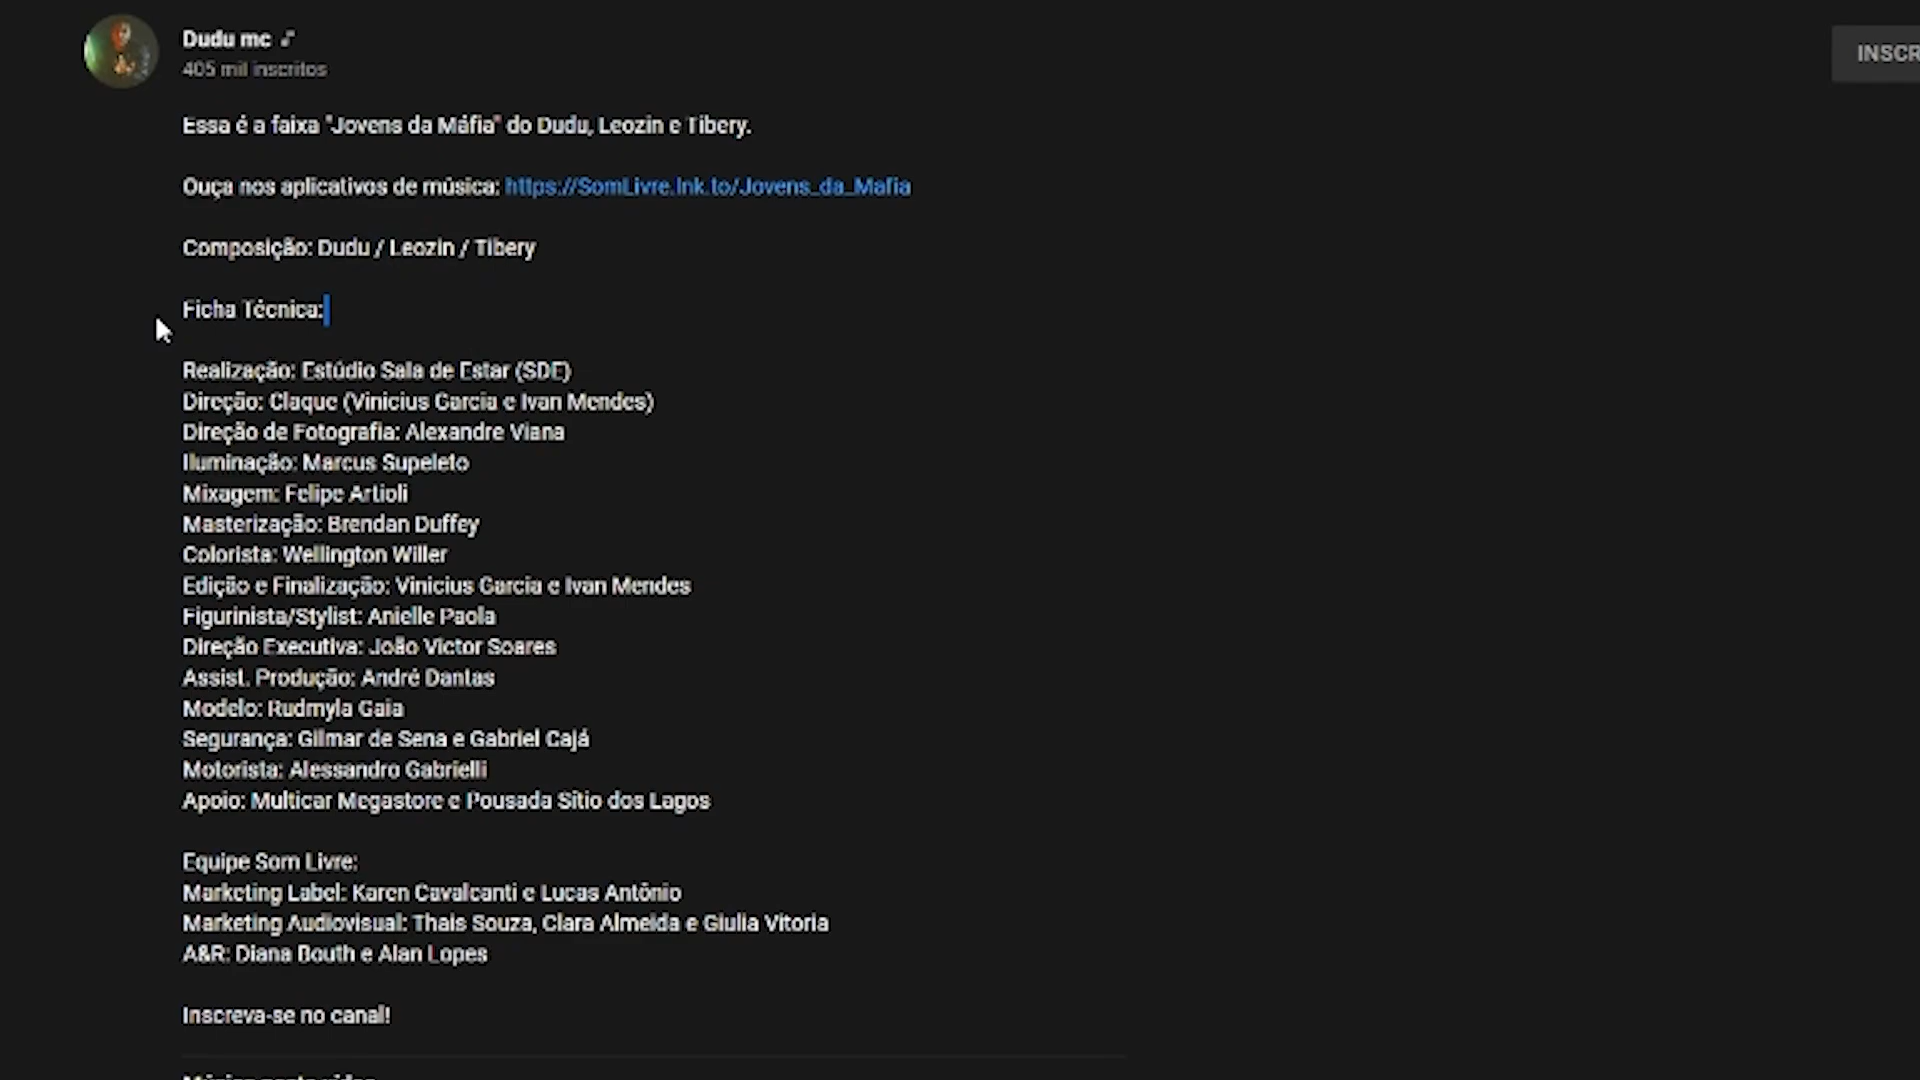 Dudu mc
405 mil inscritos
INSCR
Essa é a faixa "Jovens da Máfia" do Dudu, Leozin e Tibery.
Ouça nos aplicativos de música: https://SomLivre.lnk.to/Jovens_da_Mafia
Composição: Dudu / Leozin / Tibery
Ficha Técnica:
Realização: Estúdio Sala de Estar (SDE)
Direção: Claque (Vinicius Garcia e Ivan Mendes)
Direção de Fotografia: Alexandre Viana
Iluminação: Marcus Supeleto
Mixagem: Felipe Artioli
Masterização: Brendan Duffey
Colorista: Wellington Willer
Edição e Finalização: Vinicius Garcia e Ivan Mendes
Figurinista/Stylist: Anielle Paola
Direção Executiva: João Victor Soares
Assist. Produção: André Dantas
Modelo: Rudmyla Gaia
Segurança: Gilmar de Sena e Gabriel Cajá
Motorista: Alessandro Gabrielli
Apoio: Multicar Megastore e Pousada Sítio dos Lagos
Equipe Som Livre:
Marketing Label: Karen Cavalcanti e Lucas Antônio
Marketing Audiovisual: Thais Souza, Clara Almeida e Giulia Vitoria
A&R: Diana Bouth e Alan Lopes
Inscreva-se no canal!